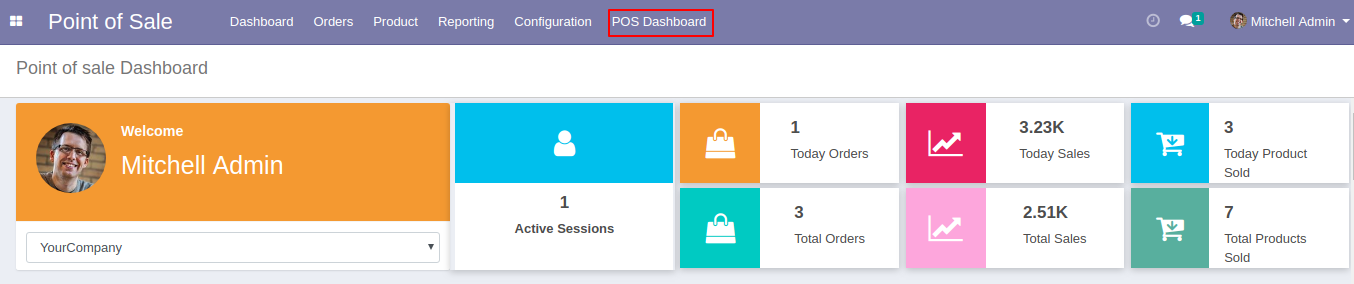 Point of Sale Dashboard Orders Product Reporting Configuration POS Dashboard 1 Mitchell Admin
Point of sale Dashboard
Welcome
Mitchell Admin
YourCompany
1
Active Sessions
1
Today Orders
3.23K
Today Sales
3
Today Product
Sold
3
Total Orders
2.51K
Total Sales
7
Total Products
Sold